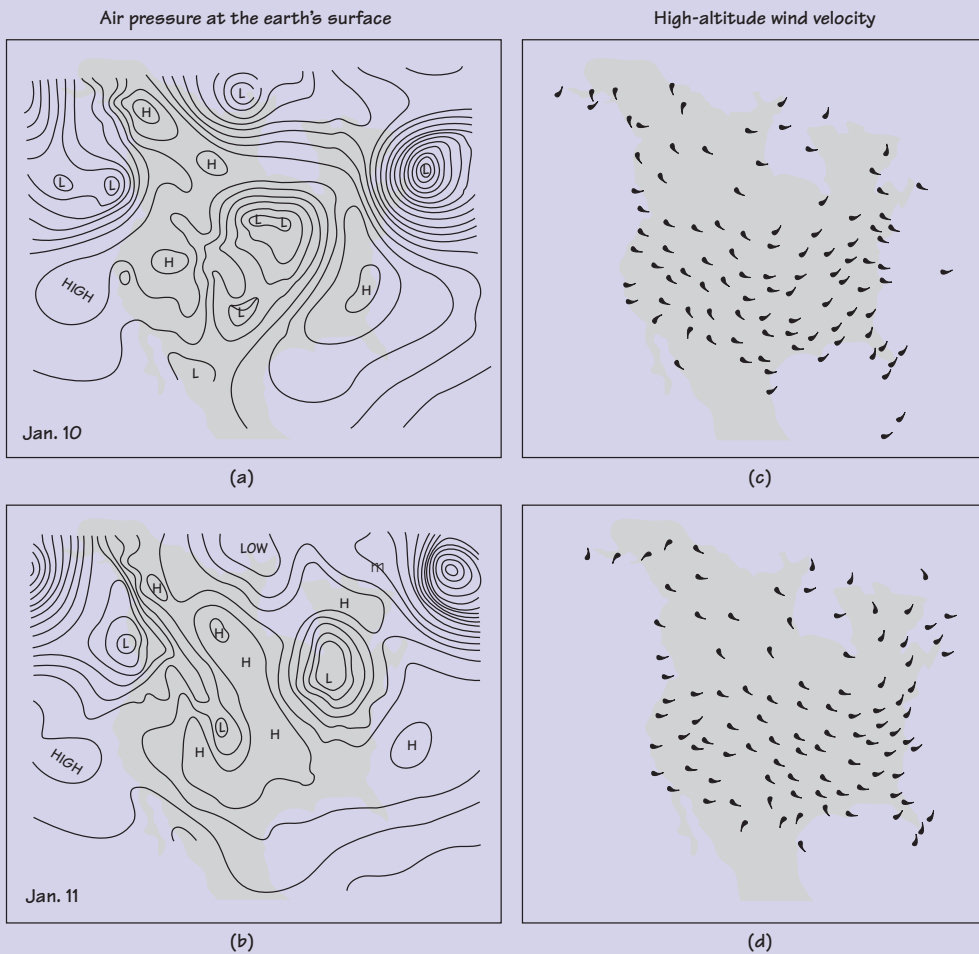 Air pressure at the earth's surface
High-altitude wind velocity
L
H
H
L
L
L
L
L
H
HIGH
H
L
L
Jan. 10
(a)
(c)
LOW
m
H
H
H
L
H
L
L
H
H
H
HIGH
Jan. 11
(b)
(d)